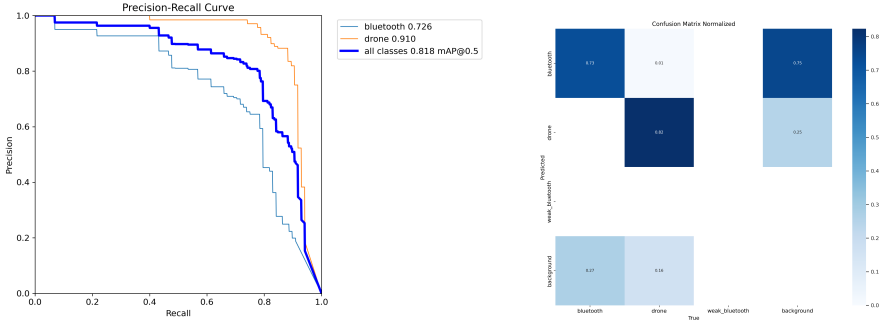 Precision-Recall Curve
1.0
0.8
0.6
0.4
0.2
0.0
Precision
0.0 0.2 0.4 0.6 0.8 1.0
Recall
bluetooth 0.726
drone 0.910
all classes 0.818 mAP@0.5
Confusion Matrix Normalized
bluetooth
drone
weak_bluetooth
background
Predicted
0.73 0.01 0.75
0.25
0.27 0.16
bluetooth drone weak_bluetooth background
True
0.8
0.7
0.6
0.5
0.4
0.3
0.2
0.1
0.0